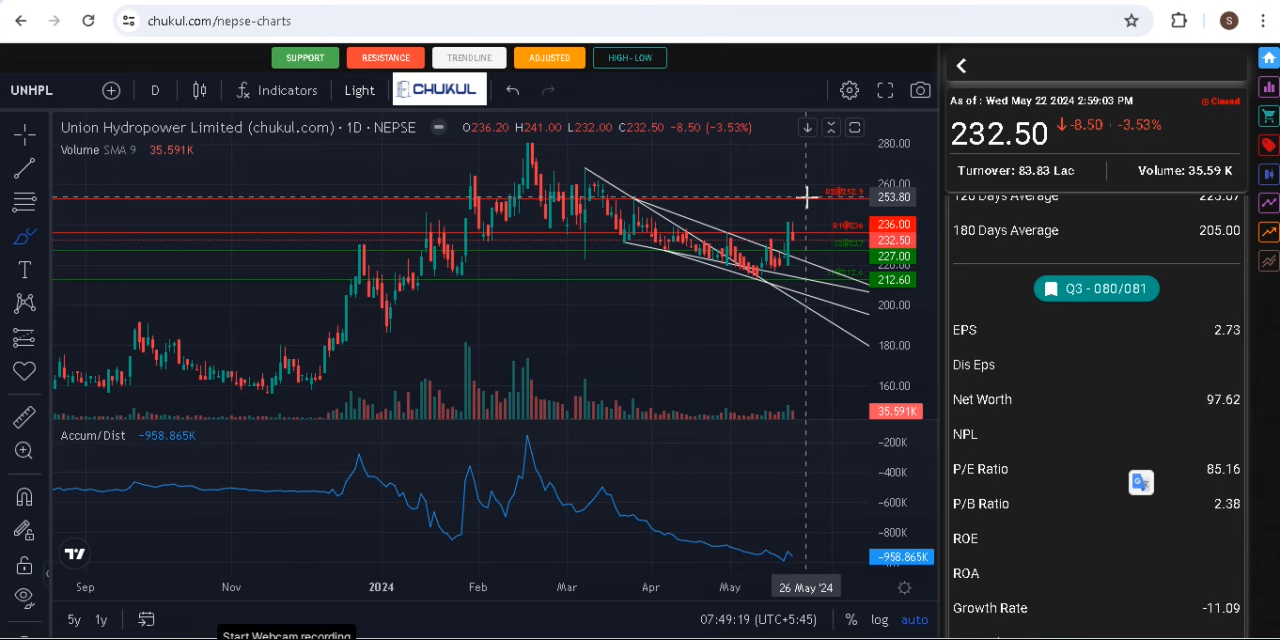 chukul.com/nepse-charts
S
SUPPORT
RESISTANCE
TRENDLINE
ADJUSTED
HIGH-LOW
UNHPL
D
Indicators
Light
CHUKUL
Union Hydropower Limited (chukul.com) · 1D · NEPSE
O236.20 H241.00 L232.00 C232.50 -8.50 (-3.53%)
Volume SMA 9 35.591K
280.00
260.00
253.80
R1@236
236.00
232.50
227.00
220.00
212.60
200.00
180.00
160.00
35.591K
Accum/Dist -958.865K
-200K
-400K
-600K
-800K
-958.865K
Sep
Nov
2024
Feb
Mar
Apr
May
26 May '24
5y
1y
07:49:19 (UTC+5:45)
%
log
auto
Start Webcam recording
As of : Wed May 22 2024 2:59:03 PM
Closed
232.50
-8.50 · -3.53%
Turnover: 83.83 Lac
Volume: 35.59 K
120 Days Average
180 Days Average 205.00
Q3 - 080/081
EPS 2.73
Dis Eps
Net Worth 97.62
NPL
P/E Ratio 85.16
P/B Ratio 2.38
ROE
ROA
Growth Rate -11.09